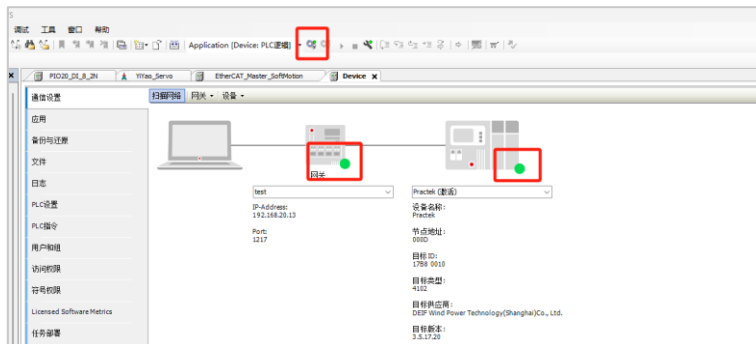 S
调试 工具 窗口 帮助
Application [Device: PLC逻辑]
PIO20_DI_8_2N YiYao_Servo EtherCAT_Master_SoftMotion Device
通信设置 扫描网络 网关 设备
应用
备份与还原
文件
日志
PLC设置
PLC指令
用户和组
访问权限
符号权限
Licensed Software Metrics
任务部署
网关
test
IP-Address:
192.168.20.13
Port:
1217
Practek (激活)
设备名称:
Practek
节点地址:
000D
目标ID:
17B8 0010
目标类型:
4102
目标供应商:
DEIF Wind Power Technology(Shanghai)Co., Ltd.
目标版本:
3.5.17.20